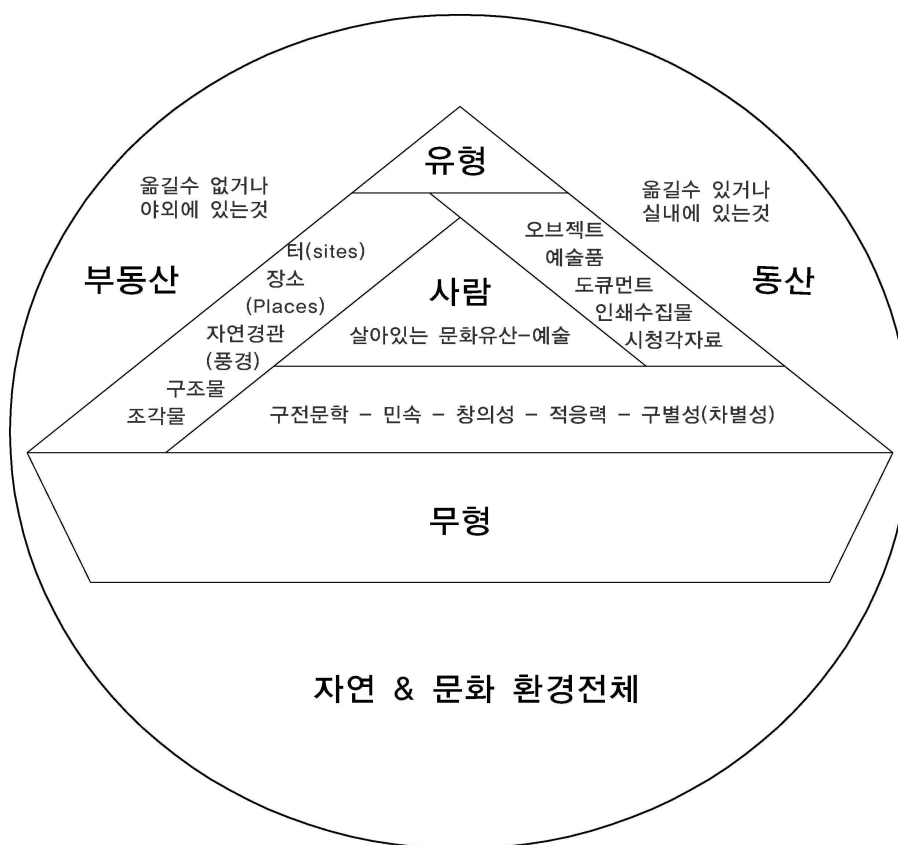 유형
옮길수 없거나
야외에 있는것
부동산
옮길수 있거나
실내에 있는것
동산
터(sites)
장소
(Places)
자연경관
(풍경)
구조물
조각물
오브젝트
예술품
도큐먼트
인쇄수집물
시청각자료
사람
살아있는 문화유산-예술
구전문학 - 민속 - 창의성 - 적응력 - 구별성(차별성)
무형
자연 & 문화 환경전체